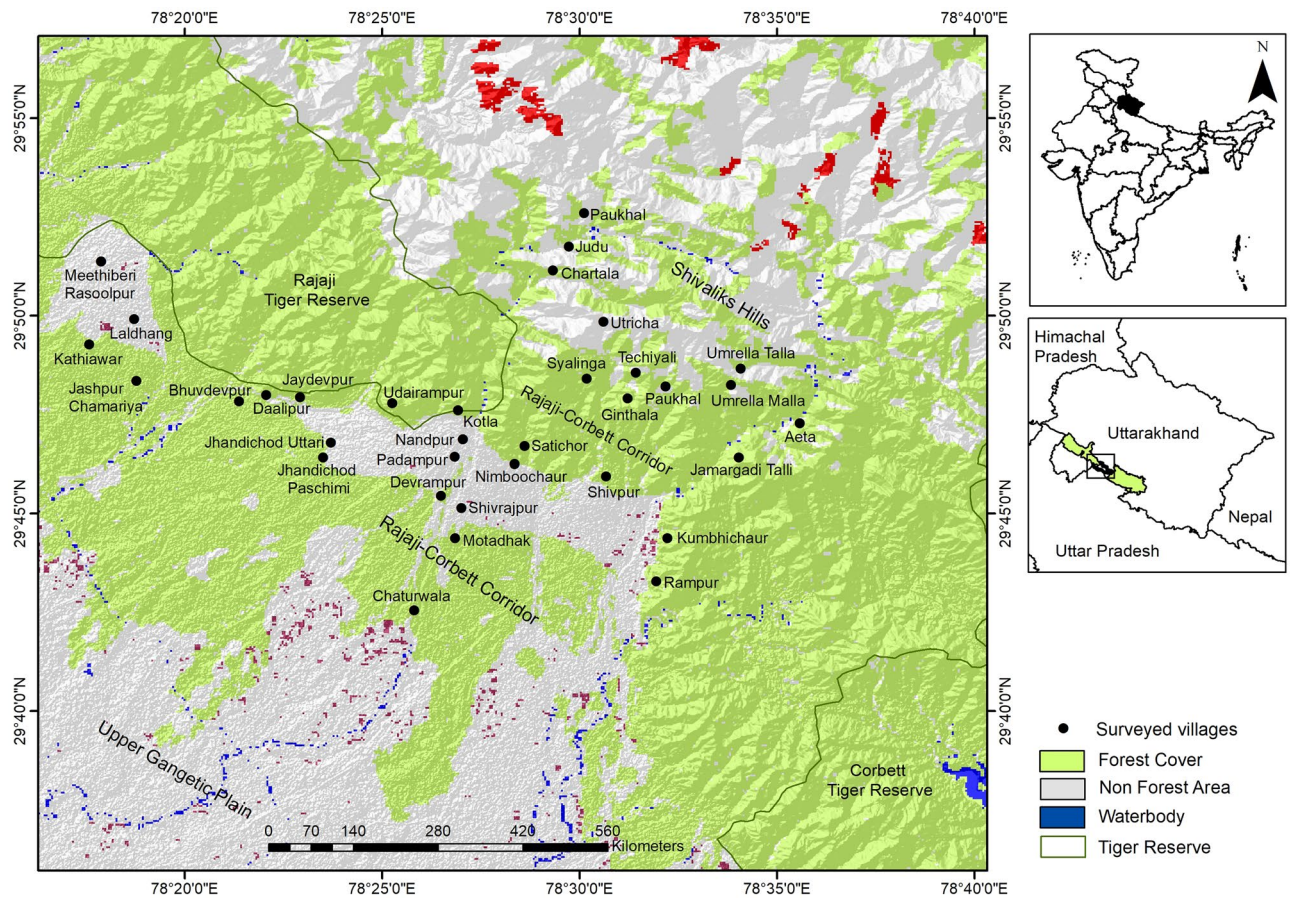 78°20'0"E
78°25'0"E
78°30'0"E
78°35'0"E
78°40'0"E
29°55'0"N
29°50'0"N
29°45'0"N
29°40'0"N
29°55'0"N
29°50'0"N
29°45'0"N
29°40'0"N
Paukhal
Judu
Chartala
Shivaliks Hills
Meethiberi
Rasoolpur
Rajaji
Tiger Reserve
Laldhang
Utricha
Kathiawar
Syalinga
Techiyali
Umrella Talla
Jashpur
Chamariya
Bhuvdevpur
Jaydevpur
Daalipur
Udairampur
Kotla
Ginthala
Paukhal
Umrella Malla
Rajaji-Corbett Corridor
Aeta
Jhandichod Uttari
Nandpur
Satichor
Jhandichod
Paschimi
Padampur
Nimboochaur
Jamargadi Talli
Devrampur
Shivpur
Shivrajpur
Motadhak
Kumbhichaur
Rajaji-Corbett Corridor
Rampur
Chaturwala
Upper Gangetic Plain
Corbett
Tiger Reserve
0 70 140 280 420 560
Kilometers
78°20'0"E
78°25'0"E
78°30'0"E
78°35'0"E
78°40'0"E
N
Himachal
Pradesh
Uttarakhand
Nepal
Uttar Pradesh
Surveyed villages
Forest Cover
Non Forest Area
Waterbody
Tiger Reserve